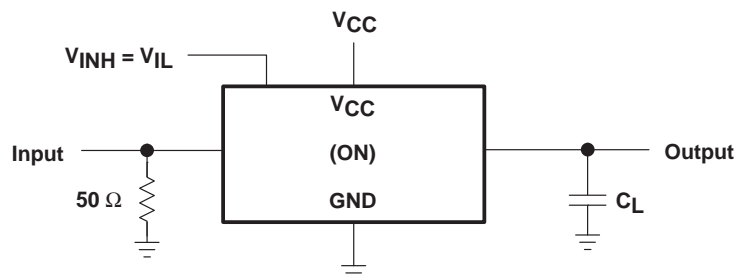 VCC
VINH = VIL
VCC
Input
(ON)
Output
50 Ω
GND
CL